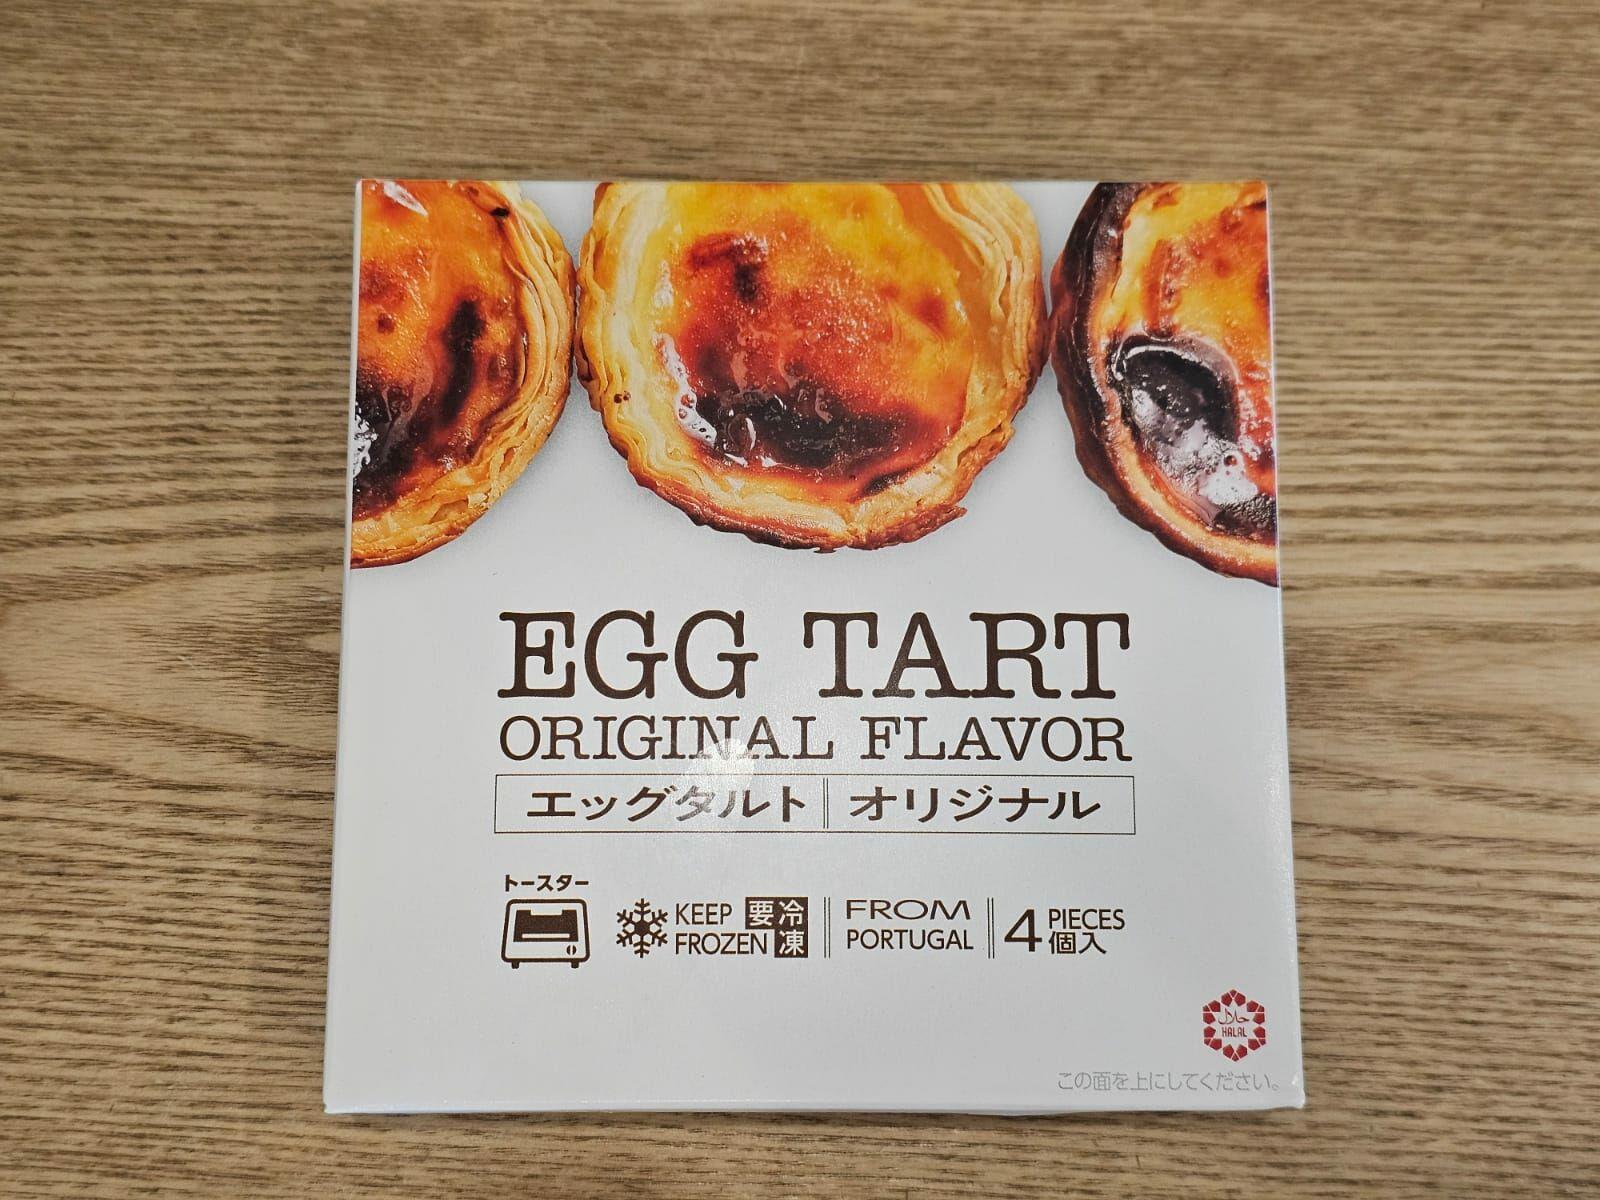 EGG TART
ORIGINAL FLAVOR
エッグタルト オリジナル
トースター
KEEP FROZEN 要冷凍
FROM PORTUGAL
4 PIECES 個入
حلال
HALAL
この面を上にしてください。